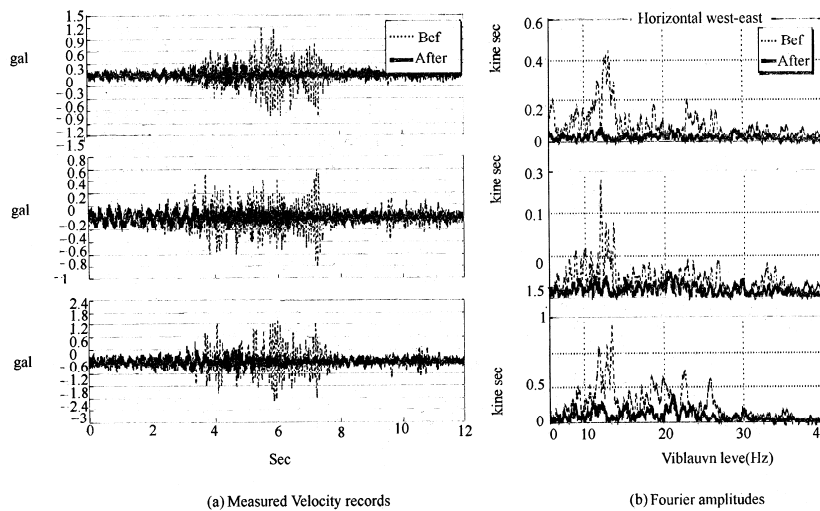 1.5
1.2
0.9
0.6
0.3
0
-0.3
-0.6
-0.9
-1.2
-1.5
gal
Bef
After
0.8
0.6
0.4
0.2
0
-0.2
-0.4
-0.6
-0.8
-1
gal
2.4
1.8
1.2
0.6
0
-0.6
-1.2
-1.8
-2.4
-3
gal
0 2 4 6 8 10 12
Sec
(a) Measured Velocity records
Horizontal west-east
0.6
0.4
0.2
0
kine sec
Bef
After
0.3
0.1
0
1.5
kine sec
1
0.5
0
kine sec
0 10 20 30 40
Viblauvn leve(Hz)
(b) Fourier amplitudes